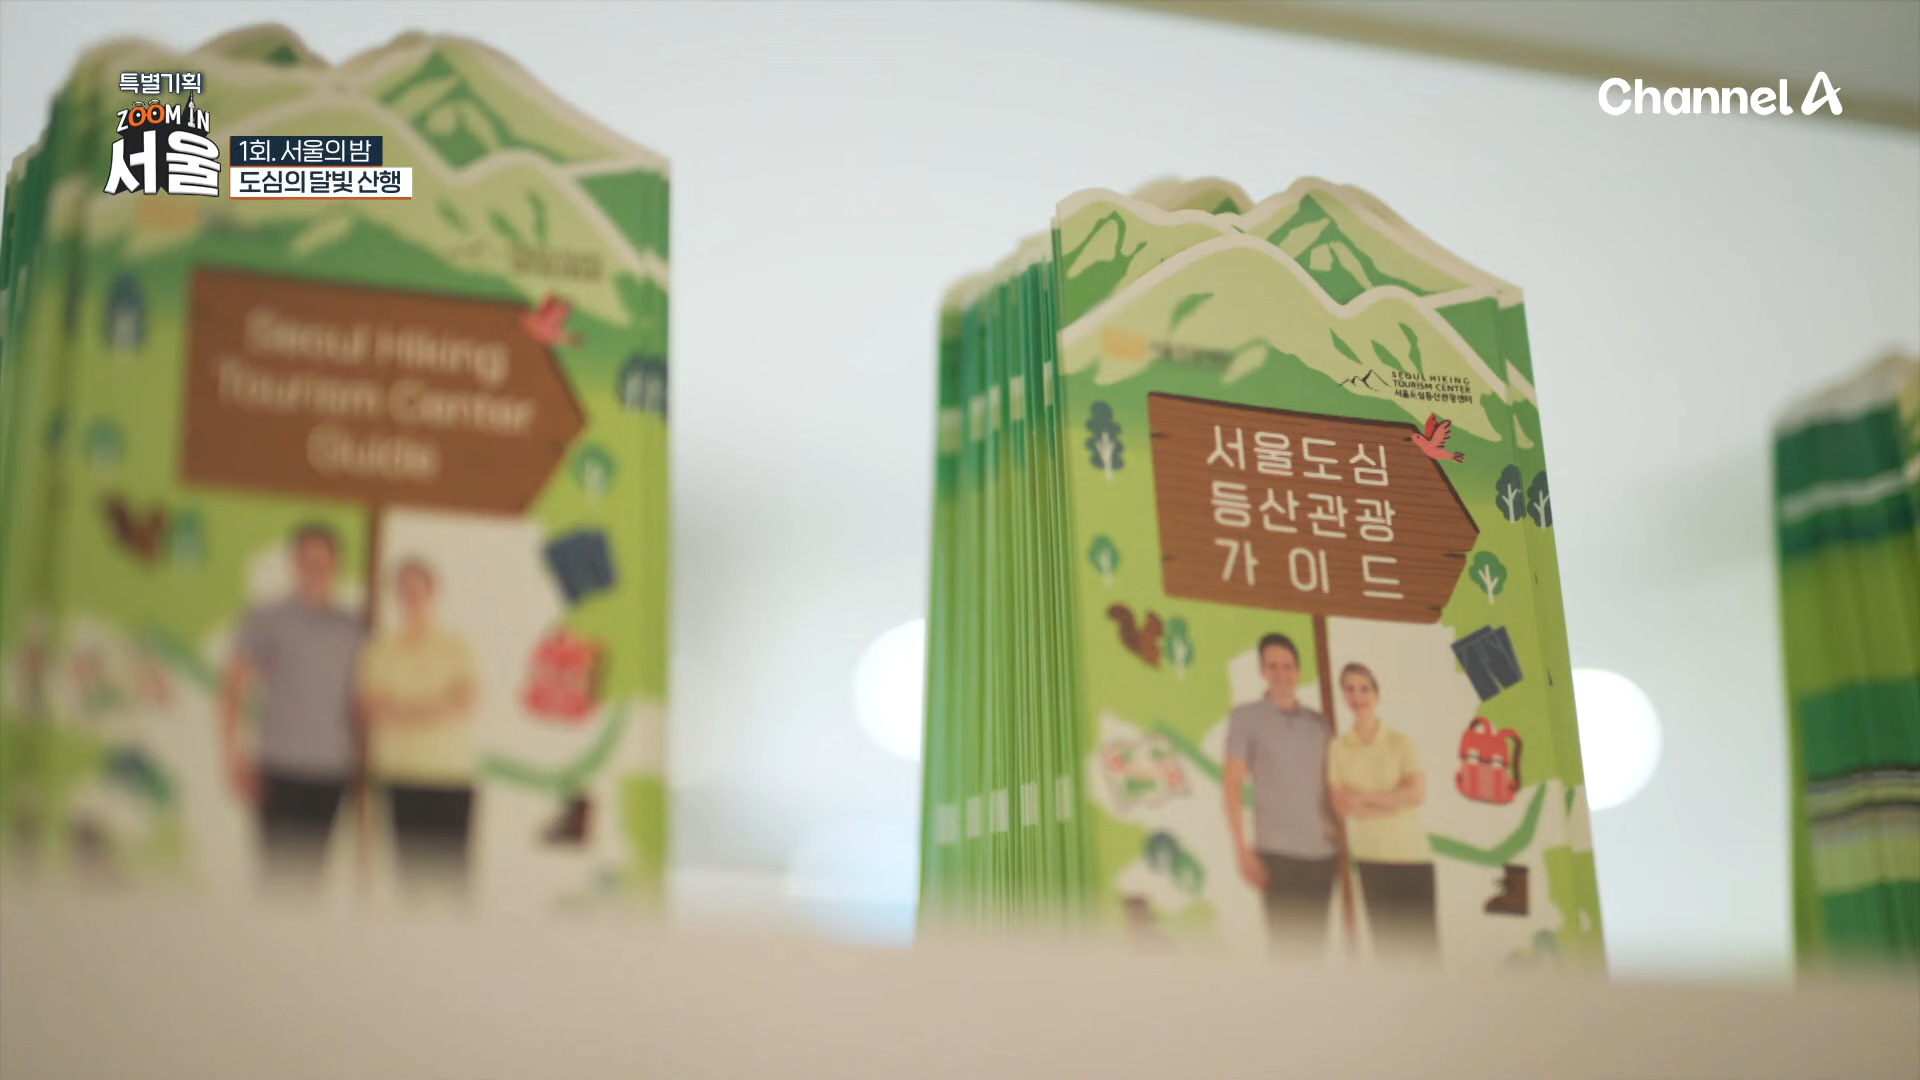 특별기획
ZOOM IN
서울
1회. 서울의 밤
도심의 달빛 산행
Channel A
Seoul Hiking
Tourism Center
Guide
SEOUL HIKING
TOURISM CENTER
서울도심등산관광센터
서울도심
등산관광
가이드